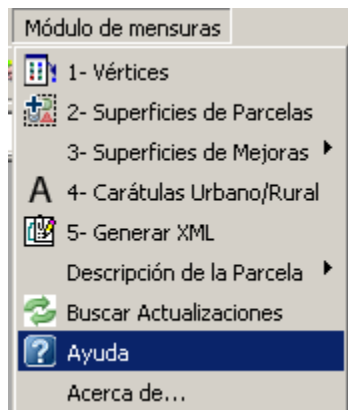 Módulo de mensuras
1- Vértices
2- Superficies de Parcelas
3- Superficies de Mejoras
A 4- Carátulas Urbano/Rural
5- Generar XML
Descripción de la Parcela
Buscar Actualizaciones
? Ayuda
Acerca de...